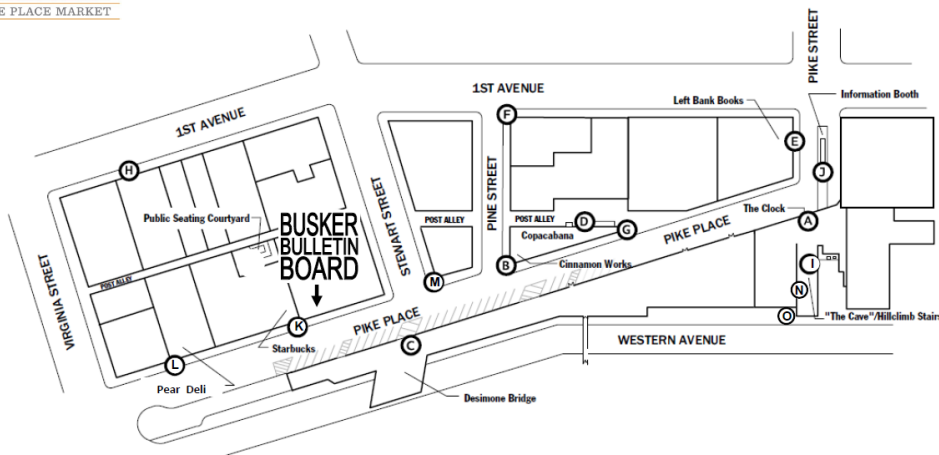 PLACE MARKET
PIKE STREET
1ST AVENUE
Information Booth
Left Bank Books
1ST AVENUE
F
E
H
J
PINE STREET
STEWART STREET
Public Seating Courtyard
BUSKER
BULLETIN
BOARD
POST ALLEY
POST ALLEY
D
Copacabana
G
PIKE PLACE
The Clock
A
VIRGINIA STREET
POST ALLEY
B
Cinnamon Works
I
M
N
K
PIKE PLACE
O
"The Cave"/Hillclimb Stairs
Starbucks
C
WESTERN AVENUE
L
Pear Deli
Desimone Bridge